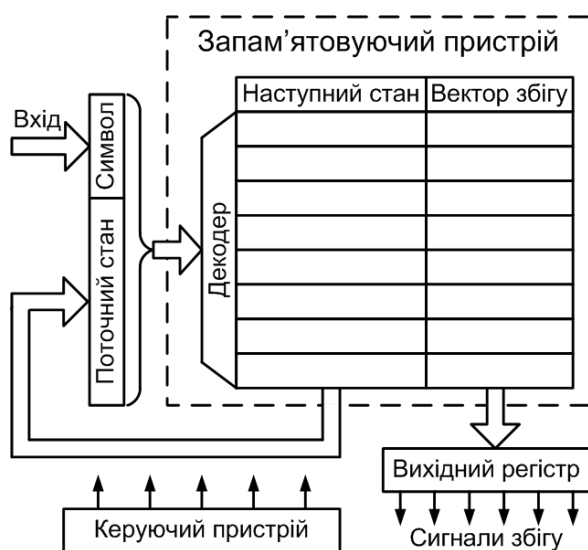 Запам’ятовуючий пристрій
Наступний стан
Вектор збігу
Вхід
Символ
Поточний стан
Декодер
Вихідний регістр
Керуючий пристрій
Сигнали збігу